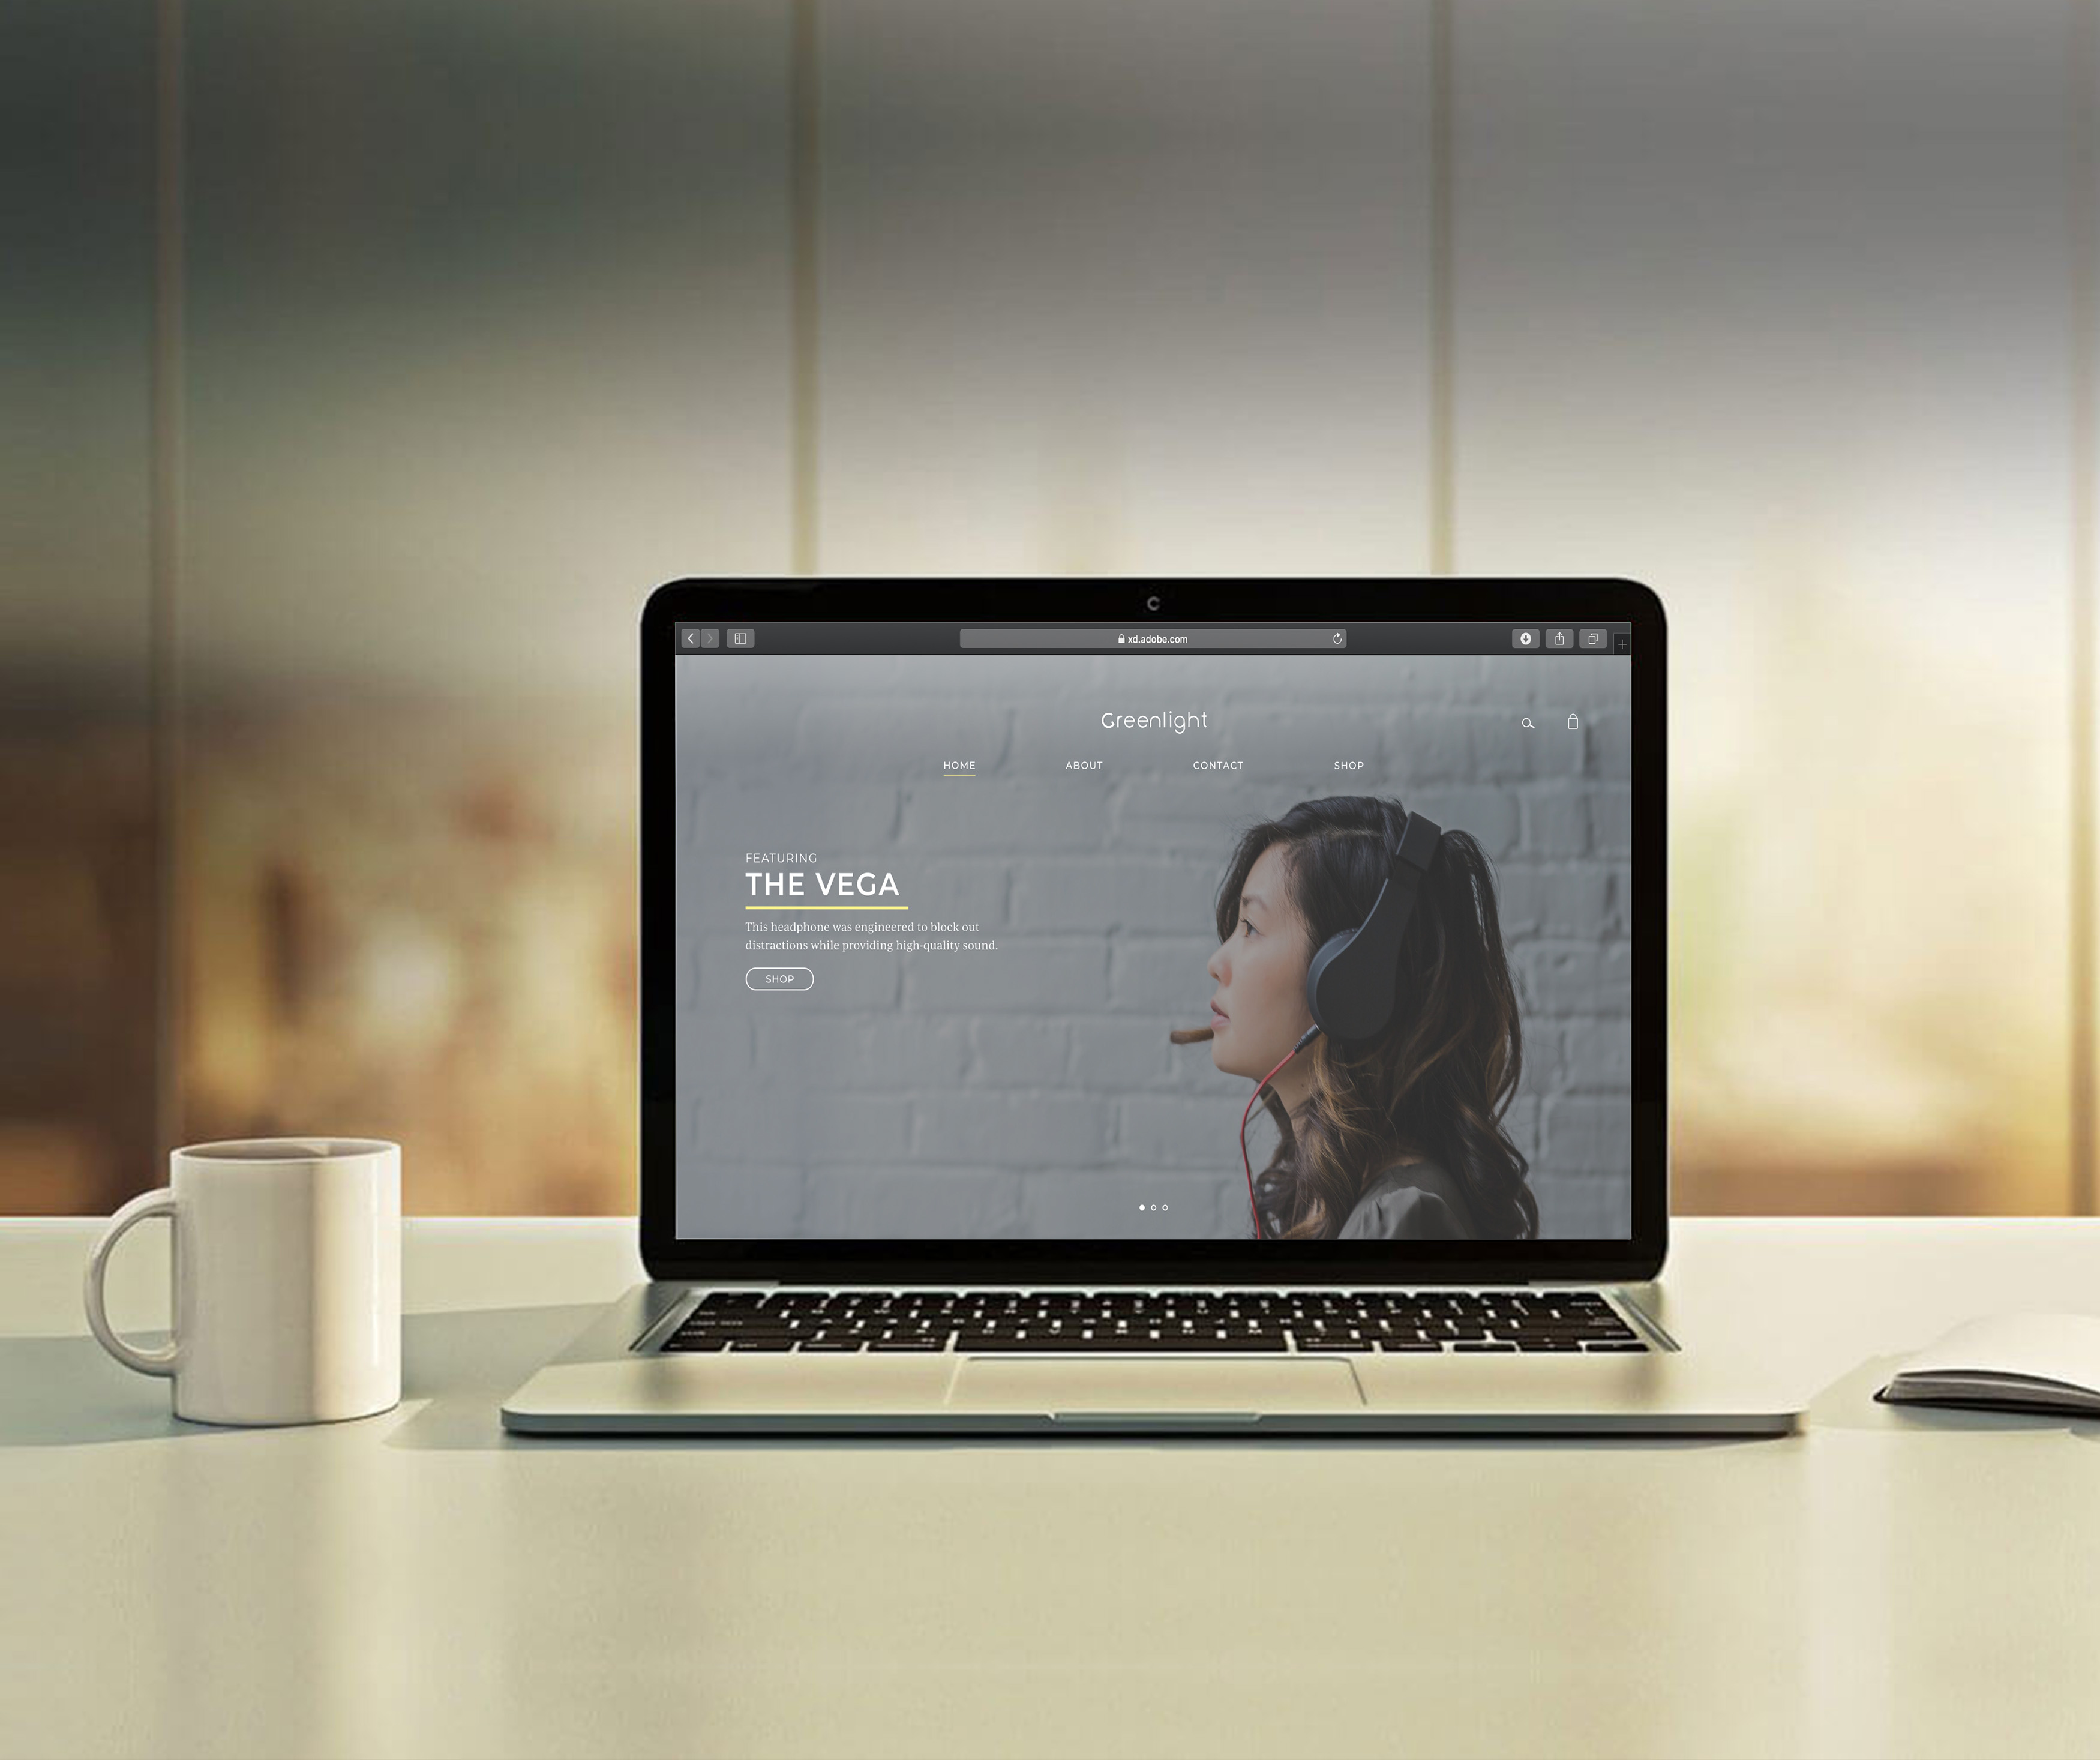 xd.adobe.com
Greenlight
HOME ABOUT CONTACT SHOP
FEATURING
THE VEGA
This headphone was engineered to block out
distractions while providing high-quality sound.
SHOP